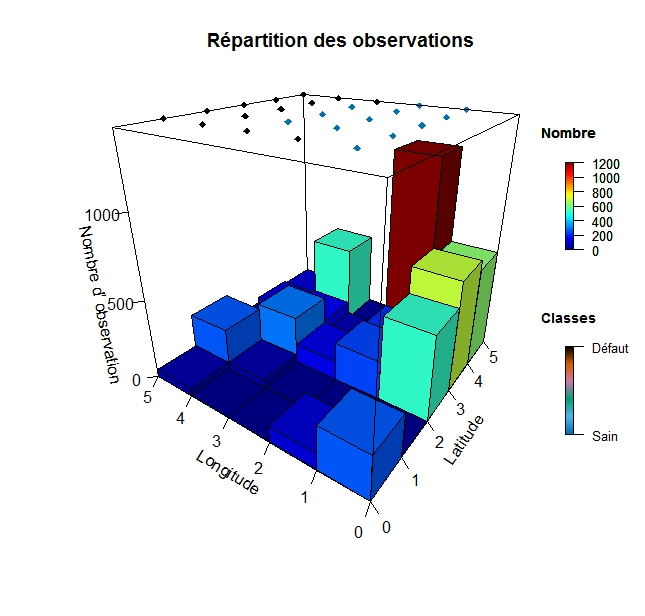 Répartition des observations
Nombre
1200
1000
800
600
400
200
0
Classes
Défaut
Sain
Nombre d' observation
1000
500
0
Longitude
5
4
3
2
1
0
Latitude
0
1
2
3
4
5